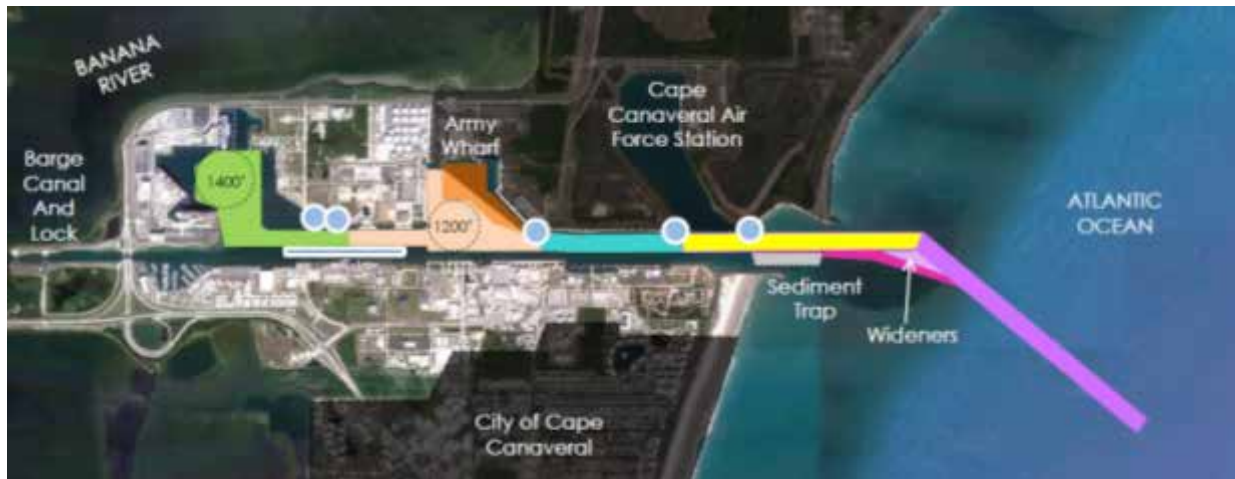 BANANA
RIVER
Barge
Canal
And
Lock
1400'
Army
Wharf
1200'
Cape
Canaveral Air
Force Station
ATLANTIC
OCEAN
Sediment
Trap
Wideners
City of Cape
Canaveral